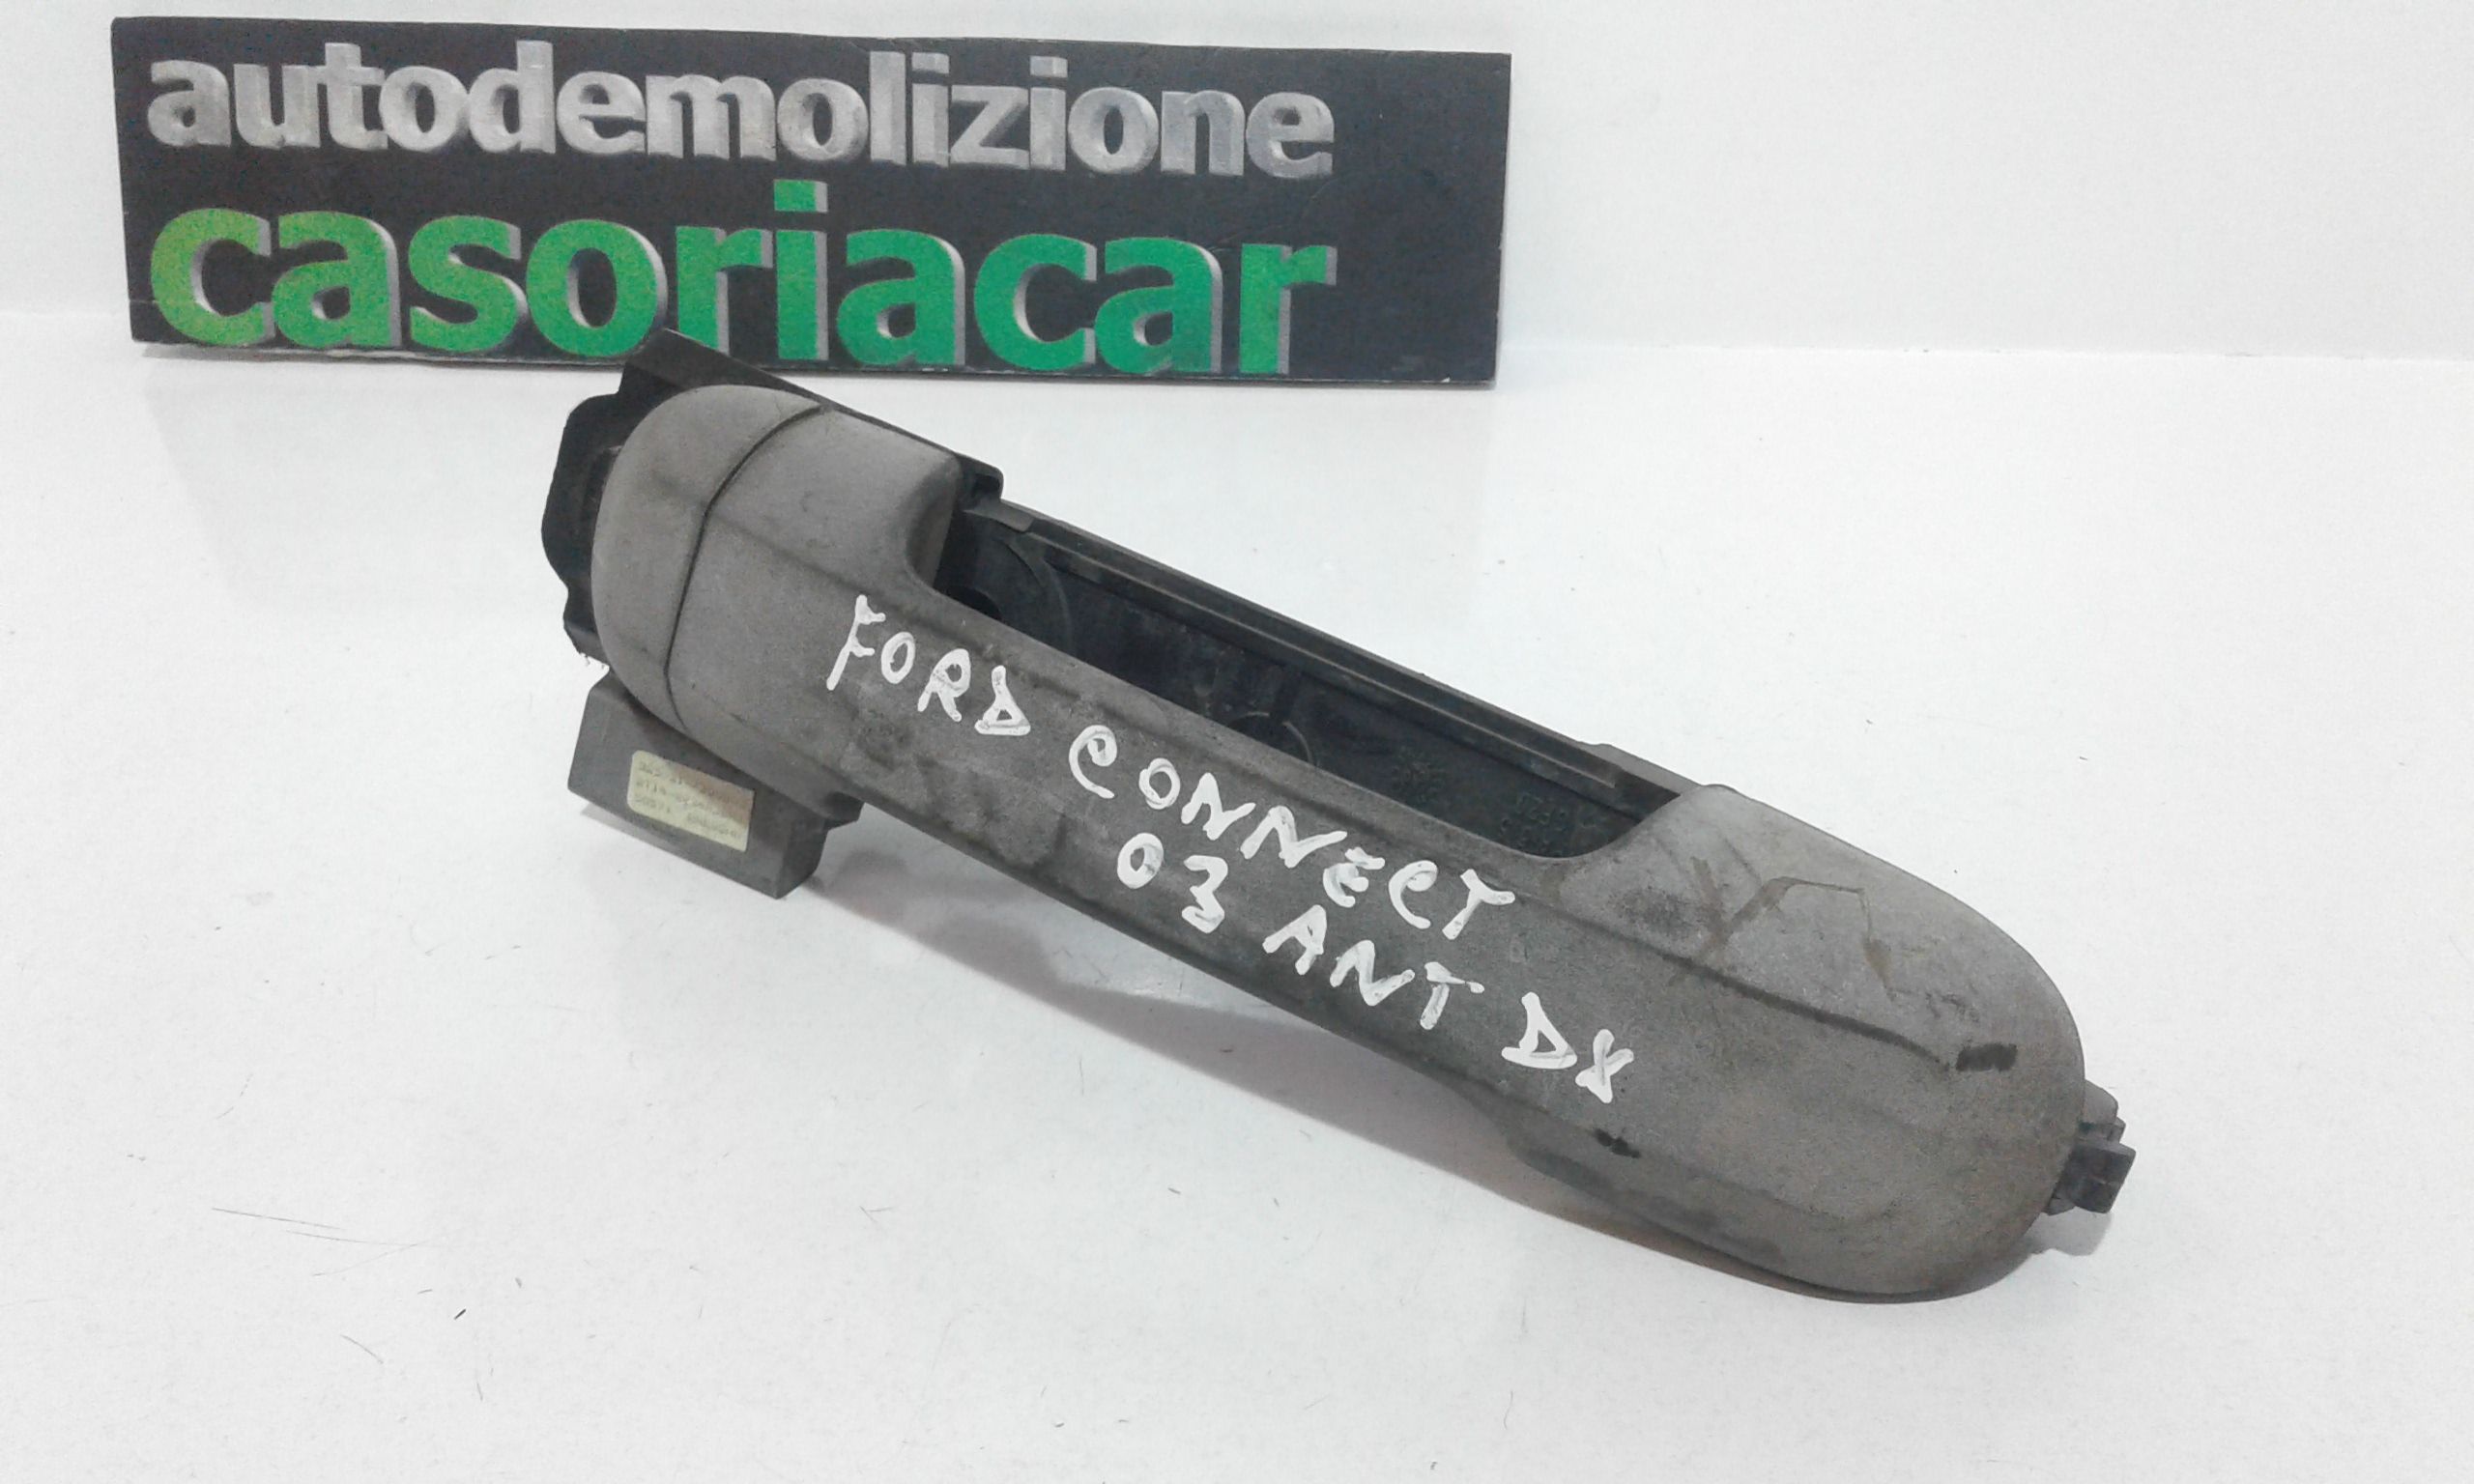 autodemolizione
casoriacar
FORD CONNECT
03 ANT DX